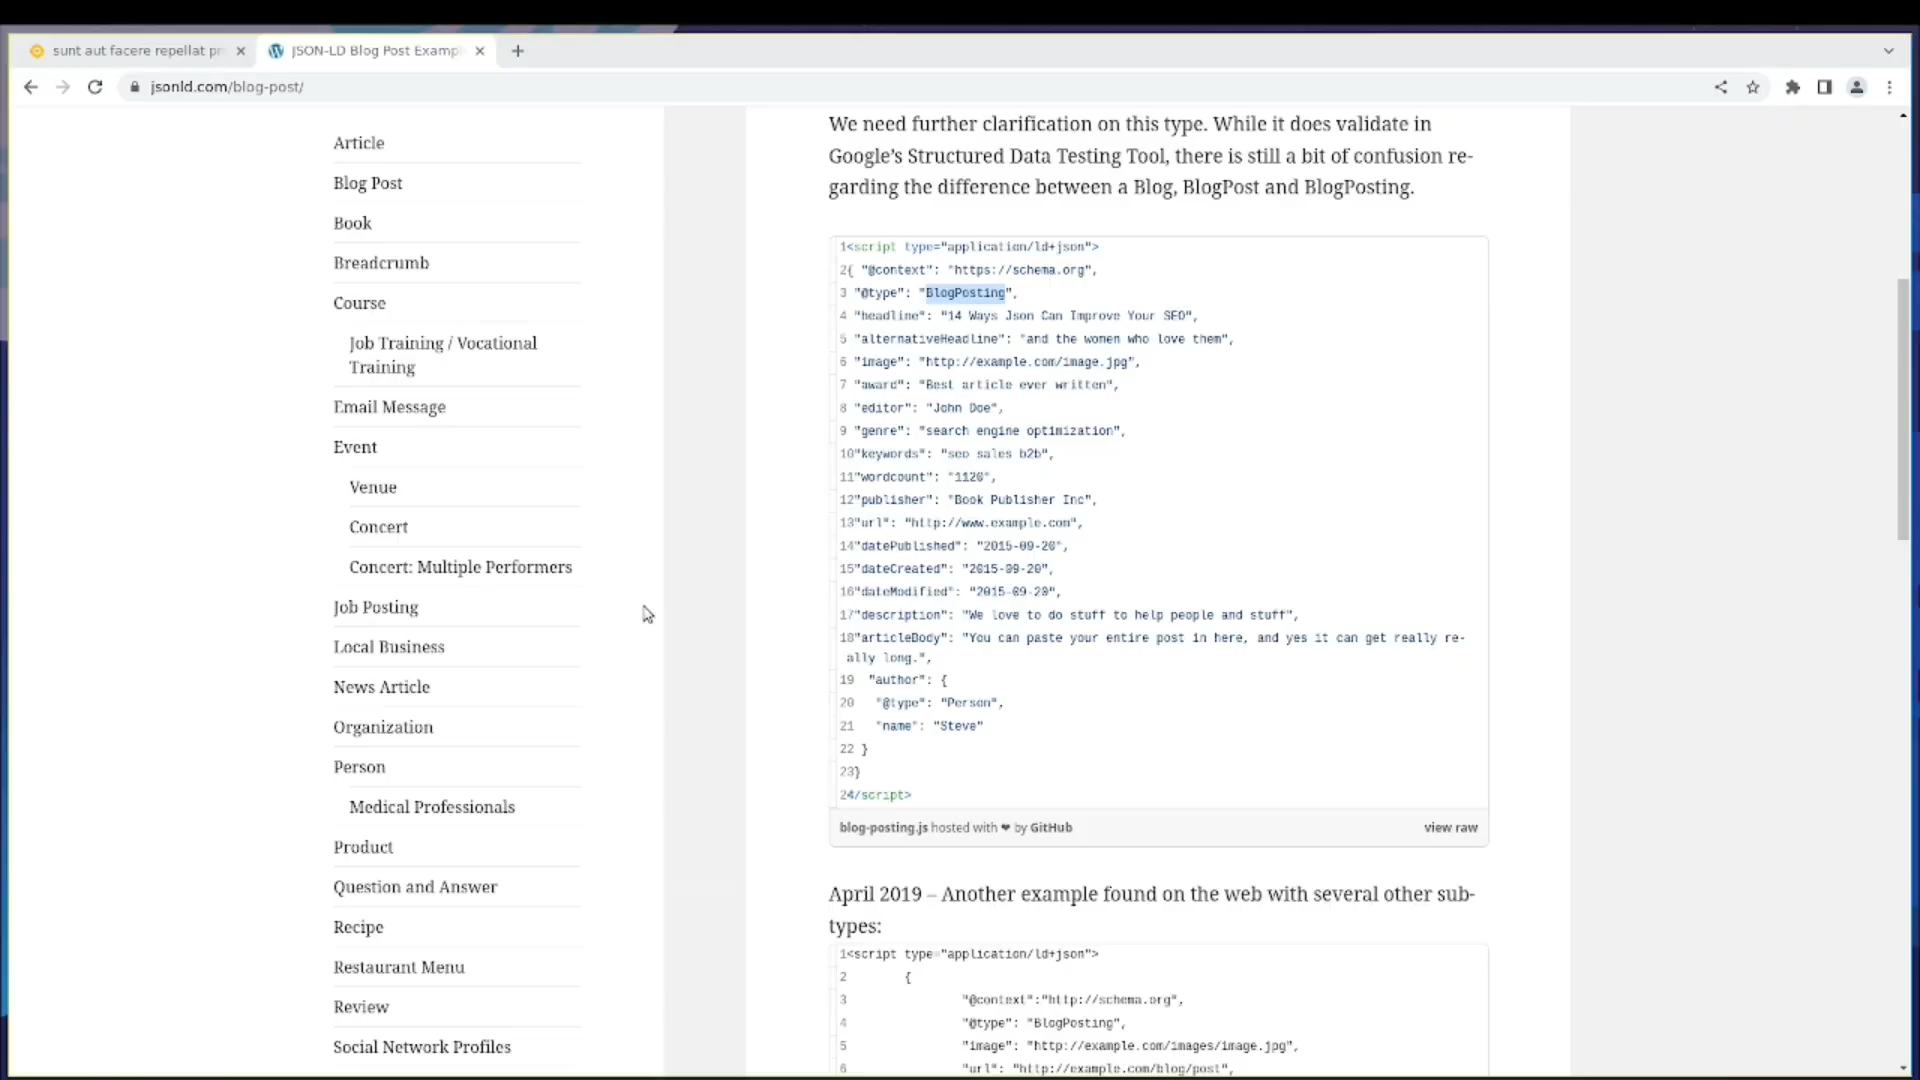 sunt aut facere repellat pr
JSON-LD Blog Post Exampl
jsonld.com/blog-post/
Article
Blog Post
Book
Breadcrumb
Course
Job Training / Vocational
Training
Email Message
Event
Venue
Concert
Concert: Multiple Performers
Job Posting
Local Business
News Article
Organization
Person
Medical Professionals
Product
Question and Answer
Recipe
Restaurant Menu
Review
Social Network Profiles
We need further clarification on this type. While it does validate in
Google’s Structured Data Testing Tool, there is still a bit of confusion re-
garding the difference between a Blog, BlogPost and BlogPosting.
1<script type="application/ld+json">
2{ "@context": "https://schema.org",
3 "@type": "BlogPosting",
4 "headline": "14 Ways Json Can Improve Your SEO",
5 "alternativeHeadline": "and the women who love them",
6 "image": "http://example.com/image.jpg",
7 "award": "Best article ever written",
8 "editor": "John Doe",
9 "genre": "search engine optimization",
10"keywords": "seo sales b2b",
11"wordcount": "1120",
12"publisher": "Book Publisher Inc",
13"url": "http://www.example.com",
14"datePublished": "2015-09-20",
15"dateCreated": "2015-09-20",
16"dateModified": "2015-09-20",
17"description": "We love to do stuff to help people and stuff",
18"articleBody": "You can paste your entire post in here, and yes it can get really re-
ally long.",
19 "author": {
20 "@type": "Person",
21 "name": "Steve"
22 }
23}
24/script>
blog-posting.js hosted with ❤ by GitHub view raw
April 2019 – Another example found on the web with several other sub-
types:
1<script type="application/ld+json">
2 {
3 "@context":"http://schema.org",
4 "@type": "BlogPosting",
5 "image": "http://example.com/images/image.jpg",
6 "url": "http://example.com/blog/post",